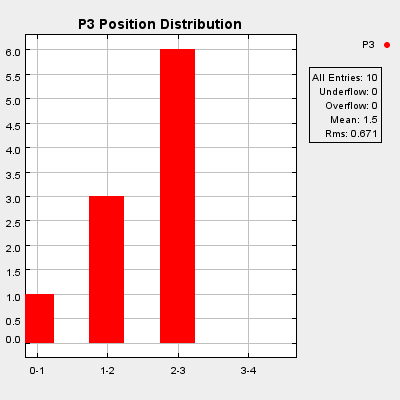 P3 Position Distribution
P3
All Entries: 10
Underflow: 0
Overflow: 0
Mean: 1.5
Rms: 0.671
6.0
5.5
5.0
4.5
4.0
3.5
3.0
2.5
2.0
1.5
1.0
0.5
0.0
0-1 1-2 2-3 3-4